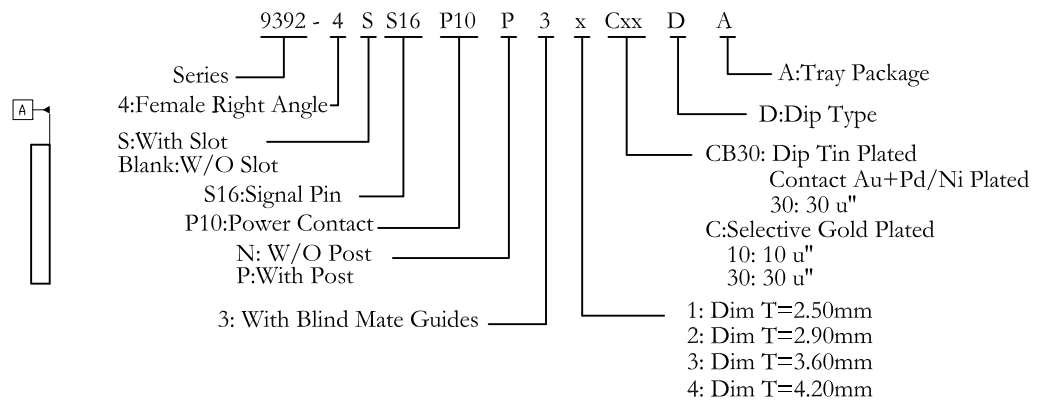 9392 - 4 S S16 P10 P 3 x Cxx D A
Series
A:Tray Package
4:Female Right Angle
A
D:Dip Type
S:With Slot
Blank:W/O Slot
CB30: Dip Tin Plated
Contact Au+Pd/Ni Plated
30: 30 u"
S16:Signal Pin
P10:Power Contact
C:Selective Gold Plated
10: 10 u"
30: 30 u"
N: W/O Post
P:With Post
3: With Blind Mate Guides
1: Dim T=2.50mm
2: Dim T=2.90mm
3: Dim T=3.60mm
4: Dim T=4.20mm